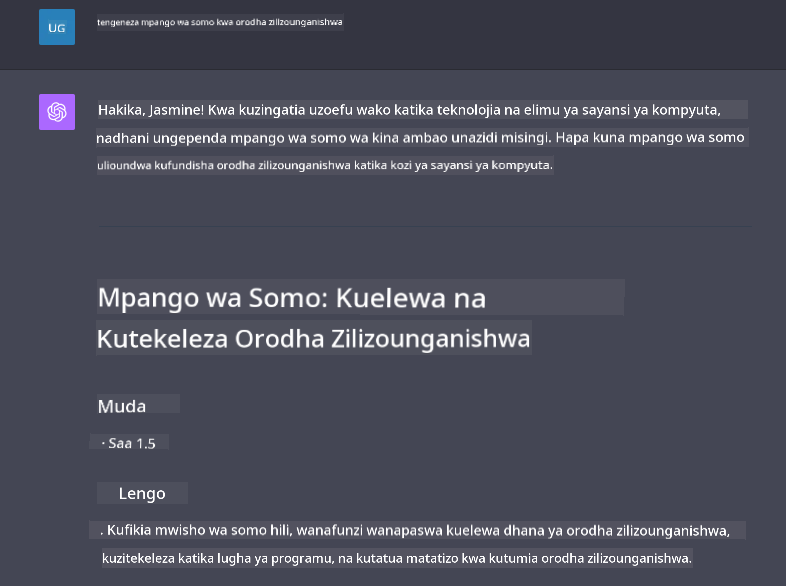 UG
tengeneza mpango wa somo kwa orodha zilizounganishwa
Hakika, Jasmine! Kwa kuzingatia uzoefu wako katika teknolojia na elimu ya sayansi ya kompyuta,
nadhani ungependa mpango wa somo wa kina ambao unazidi misingi. Hapa kuna mpango wa somo
ulioundwa kufundisha orodha zilizounganishwa katika kozi ya sayansi ya kompyuta.
Mpango wa Somo: Kuelewa na
Kutekeleza Orodha Zilizounganishwa
Muda
· Saa 1.5
Lengo
. Kufikia mwisho wa somo hili, wanafunzi wanapaswa kuelewa dhana ya orodha zilizounganishwa,
kuzitekeleza katika lugha ya programu, na kutatua matatizo kwa kutumia orodha zilizounganishwa.